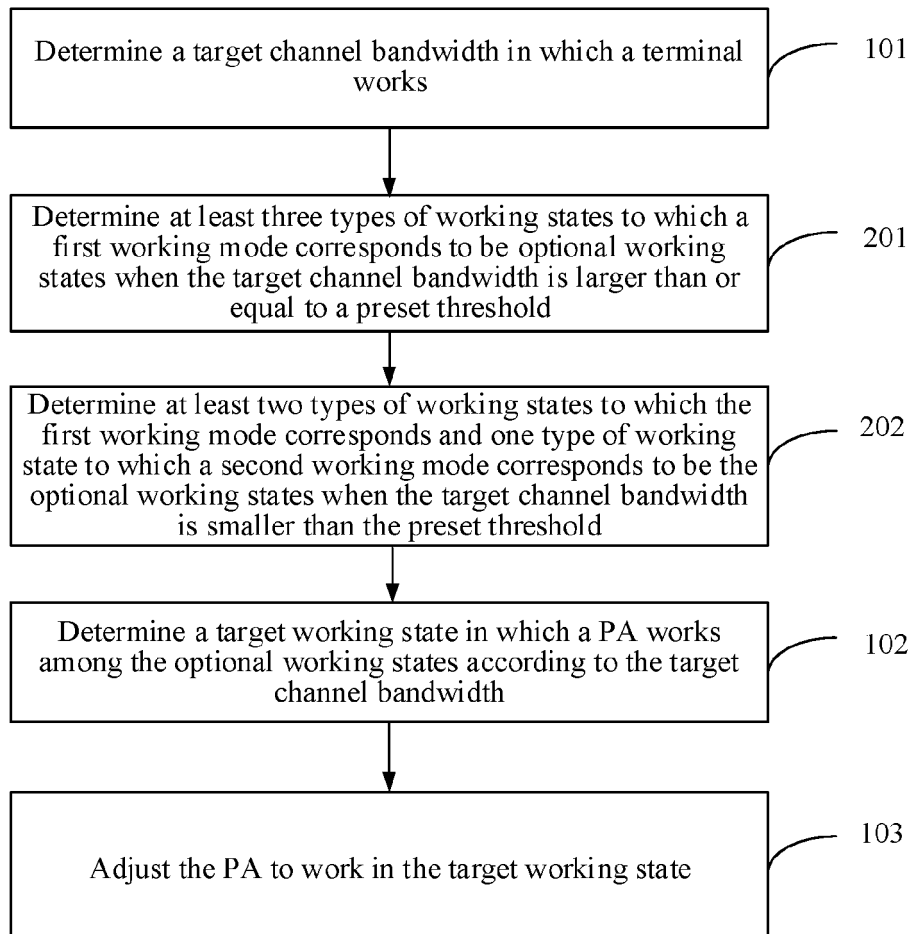 Determine a target channel bandwidth in which a terminal
works
101
Determine at least three types of working states to which a
first working mode corresponds to be optional working
states when the target channel bandwidth is larger than or
equal to a preset threshold
201
Determine at least two types of working states to which the
first working mode corresponds and one type of working
state to which a second working mode corresponds to be the
optional working states when the target channel bandwidth
is smaller than the preset threshold
202
Determine a target working state in which a PA works
among the optional working states according to the target
channel bandwidth
102
Adjust the PA to work in the target working state
103